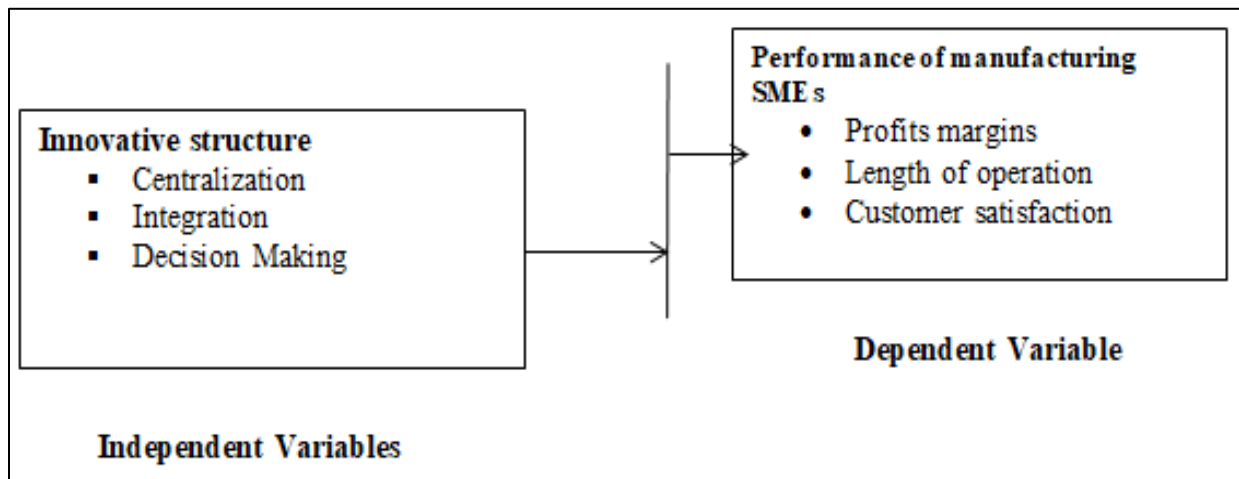 Innovative structure
▪ Centralization
▪ Integration
▪ Decision Making
Independent Variables
Performance of manufacturing
SMEs
• Profits margins
• Length of operation
• Customer satisfaction
Dependent Variable